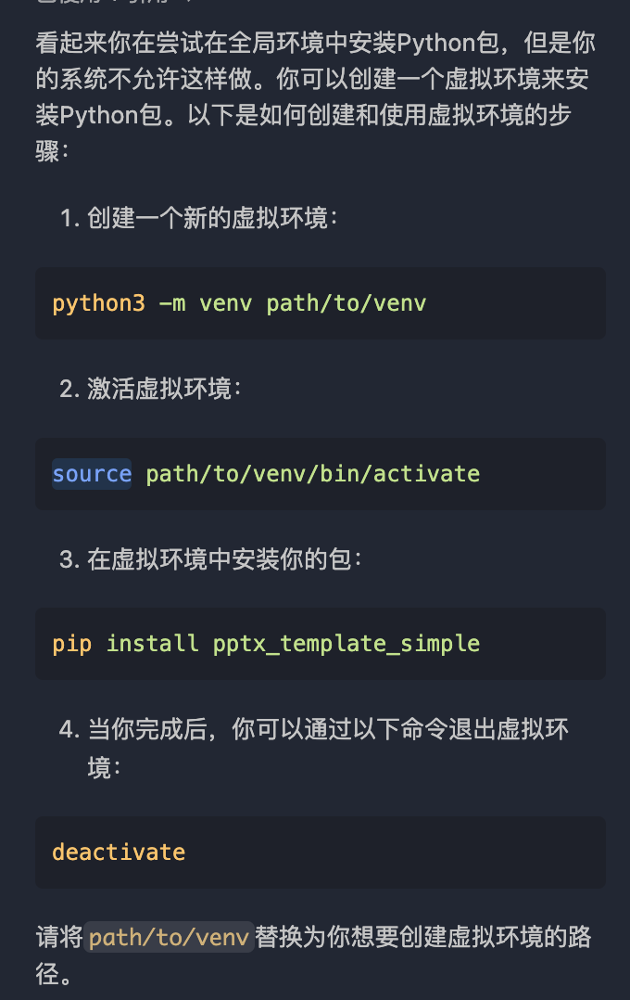 看起来你在尝试在全局环境中安装Python包，但是你
的系统不允许这样做。你可以创建一个虚拟环境来安
装Python包。以下是如何创建和使用虚拟环境的步
骤：
1. 创建一个新的虚拟环境：
python3 -m venv path/to/venv
2. 激活虚拟环境：
source path/to/venv/bin/activate
3. 在虚拟环境中安装你的包：
pip install pptx_template_simple
4. 当你完成后，你可以通过以下命令退出虚拟环
境：
deactivate
请将path/to/venv替换为你想要创建虚拟环境的路
径。